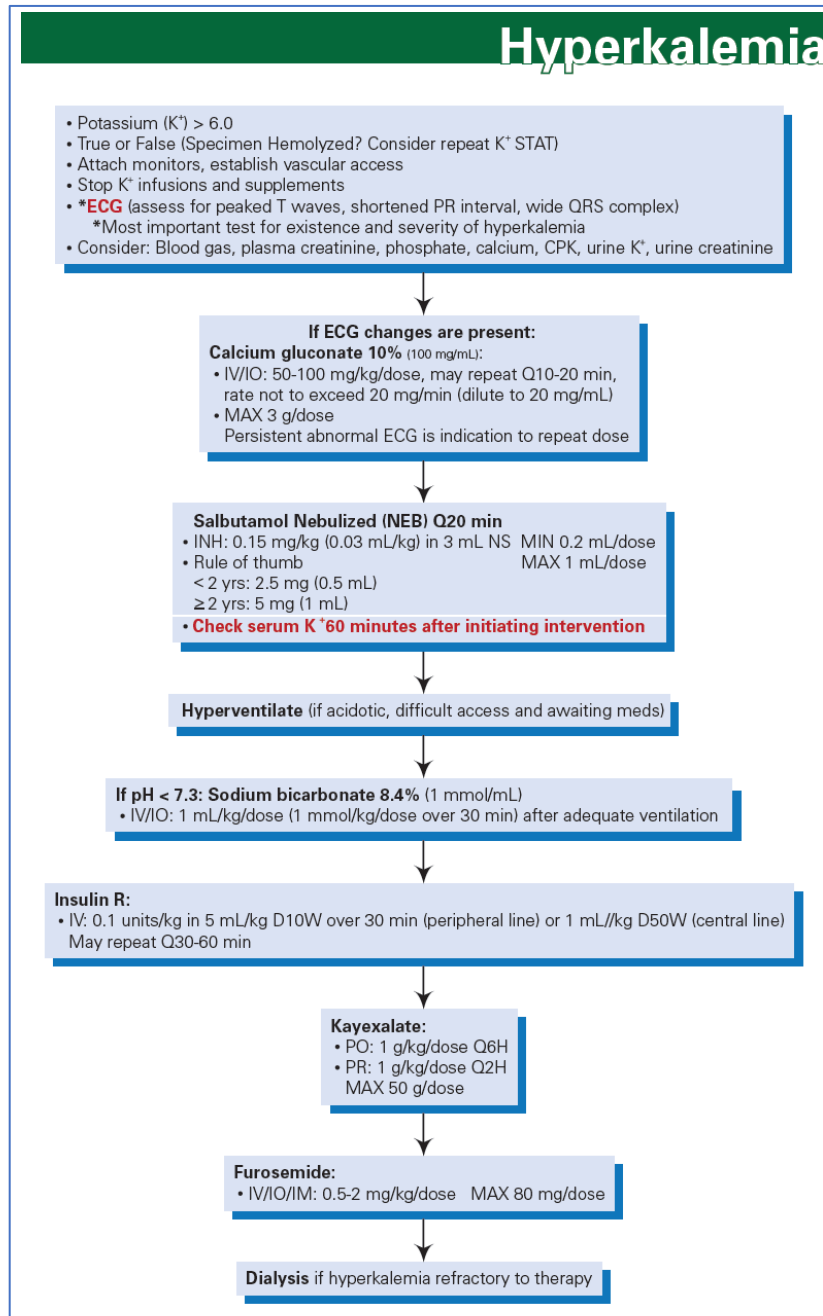 Hyperkalemia
• Potassium (K⁺) > 6.0
• True or False (Specimen Hemolyzed? Consider repeat K⁺ STAT)
• Attach monitors, establish vascular access
• Stop K⁺ infusions and supplements
• *ECG (assess for peaked T waves, shortened PR interval, wide QRS complex)
*Most important test for existence and severity of hyperkalemia
• Consider: Blood gas, plasma creatinine, phosphate, calcium, CPK, urine K⁺, urine creatinine
If ECG changes are present:
Calcium gluconate 10% (100 mg/mL):
• IV/IO: 50-100 mg/kg/dose, may repeat Q10-20 min,
rate not to exceed 20 mg/min (dilute to 20 mg/mL)
• MAX 3 g/dose
Persistent abnormal ECG is indication to repeat dose
Salbutamol Nebulized (NEB) Q20 min
• INH: 0.15 mg/kg (0.03 mL/kg) in 3 mL NS MIN 0.2 mL/dose
• Rule of thumb MAX 1 mL/dose
< 2 yrs: 2.5 mg (0.5 mL)
≥ 2 yrs: 5 mg (1 mL)
• Check serum K⁺60 minutes after initiating intervention
Hyperventilate (if acidotic, difficult access and awaiting meds)
If pH < 7.3: Sodium bicarbonate 8.4% (1 mmol/mL)
• IV/IO: 1 mL/kg/dose (1 mmol/kg/dose over 30 min) after adequate ventilation
Insulin R:
• IV: 0.1 units/kg in 5 mL/kg D10W over 30 min (peripheral line) or 1 mL//kg D50W (central line)
May repeat Q30-60 min
Kayexalate:
• PO: 1 g/kg/dose Q6H
• PR: 1 g/kg/dose Q2H
MAX 50 g/dose
Furosemide:
• IV/IO/IM: 0.5-2 mg/kg/dose MAX 80 mg/dose
Dialysis if hyperkalemia refractory to therapy